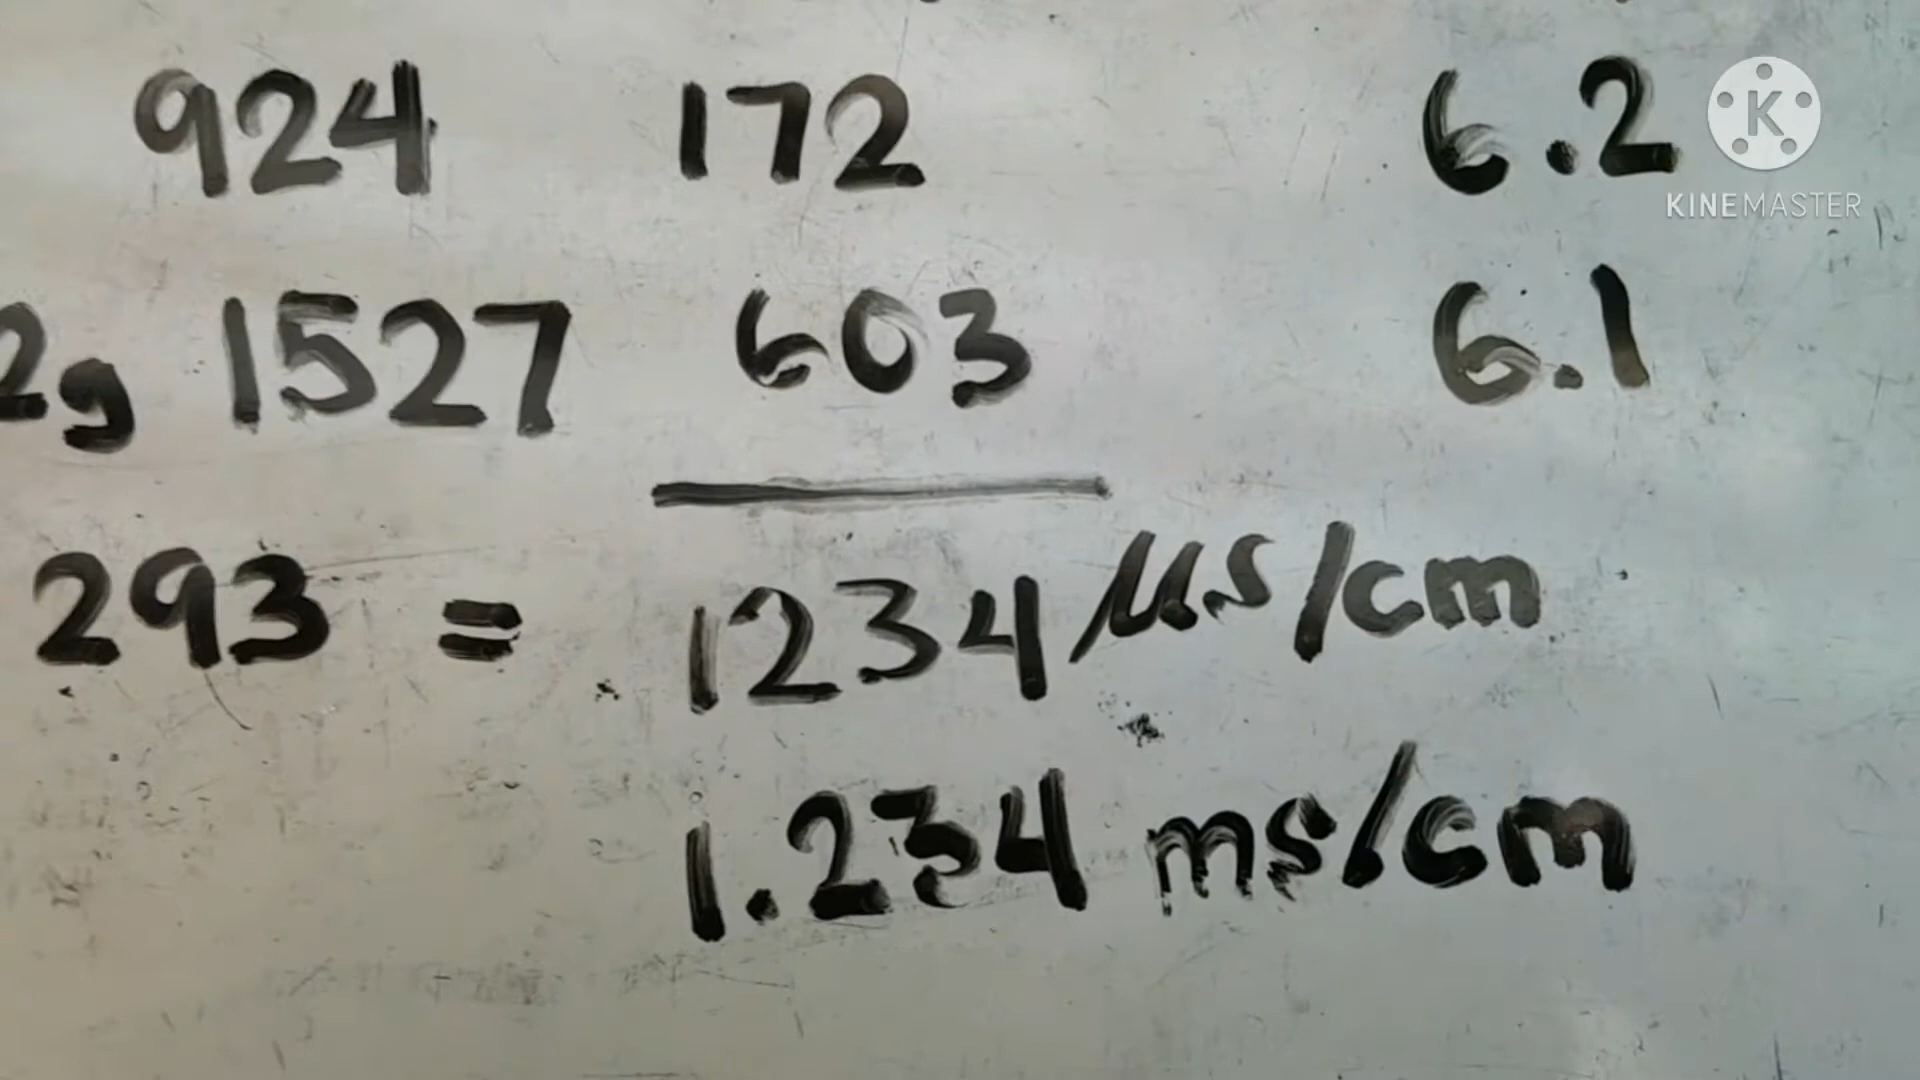 924 172 6.2
K
KINEMASTER
2g 1527 603 6.1
293 = 1234 µs/cm
1.234 ms/cm